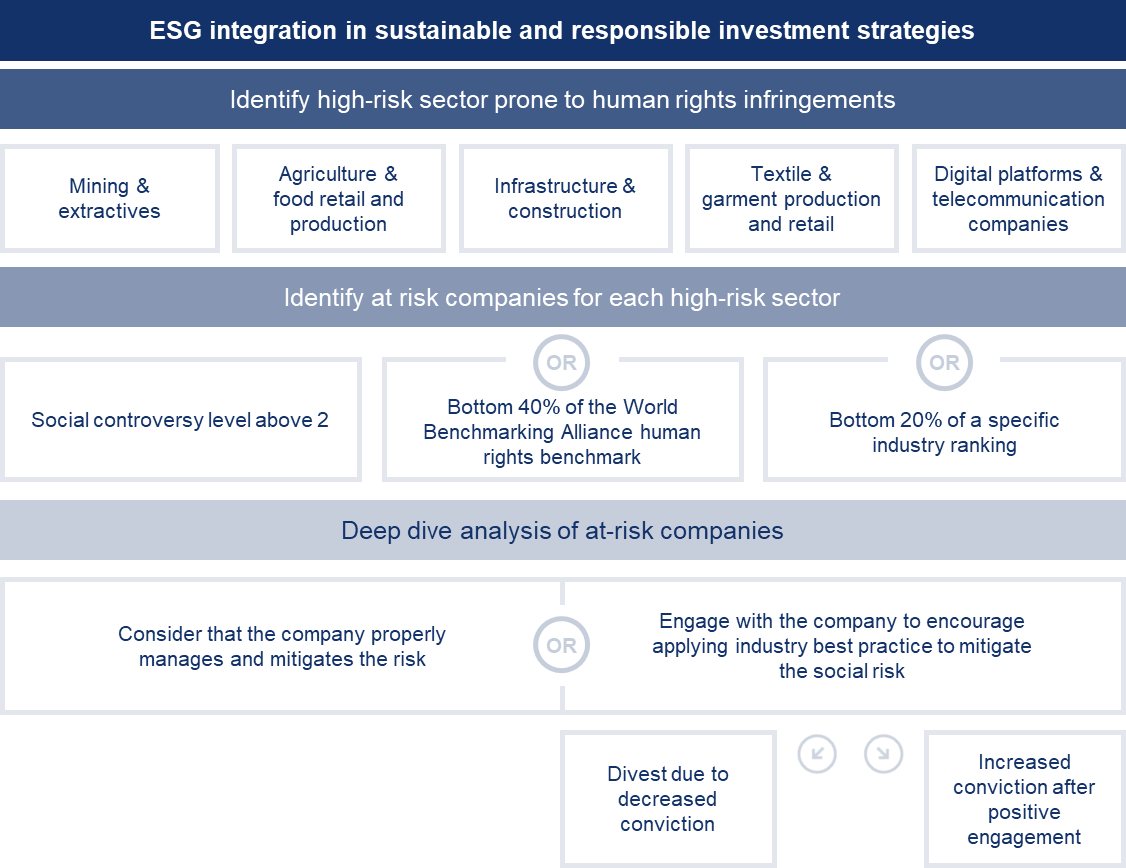 ESG integration in sustainable and responsible investment strategies
Identify high-risk sector prone to human rights infringements
Mining &
extractives
Agriculture &
food retail and
production
Infrastructure &
construction
Textile &
garment production
and retail
Digital platforms &
telecommunication
companies
Identify at risk companies for each high-risk sector
Social controversy level above 2
OR
Bottom 40% of the World
Benchmarking Alliance human
rights benchmark
OR
Bottom 20% of a specific
industry ranking
Deep dive analysis of at-risk companies
Consider that the company properly
manages and mitigates the risk
OR
Engage with the company to encourage
applying industry best practice to mitigate
the social risk
Divest due to
decreased
conviction
Increased
conviction after
positive
engagement